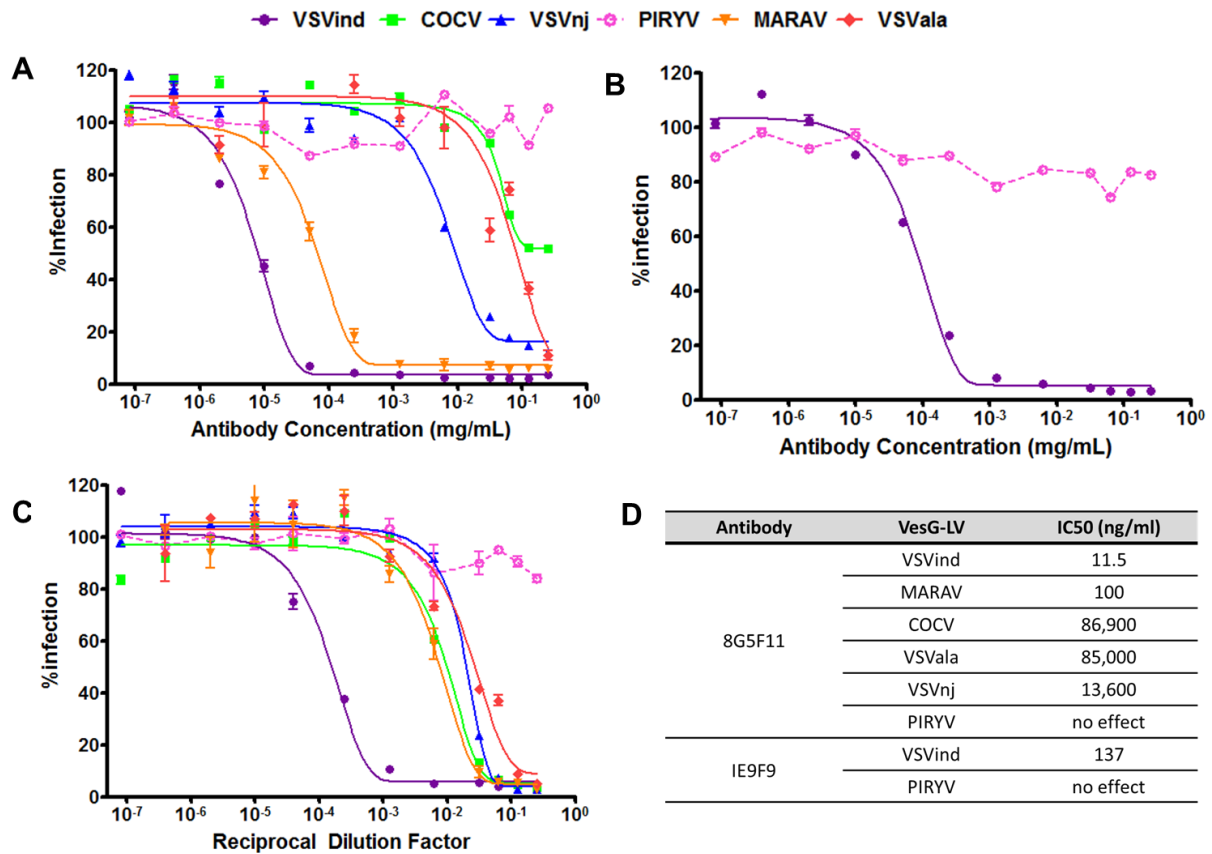 VSVind COCV VSVnj PIRYV MARAV VSVala
A
120
100
80
60
40
20
0
%Infection
10-7 10-6 10-5 10-4 10-3 10-2 10-1 100
Antibody Concentration (mg/mL)
B
120
100
80
60
40
20
0
%infection
10-7 10-6 10-5 10-4 10-3 10-2 10-1 100
Antibody Concentration (mg/mL)
C
120
100
80
60
40
20
0
%infection
10-7 10-6 10-5 10-4 10-3 10-2 10-1 100
Reciprocal Dilution Factor
D
Antibody VesG-LV IC50 (ng/ml)
8G5F11
VSVind 11.5
MARAV 100
COCV 86,900
VSVala 85,000
VSVnj 13,600
PIRYV no effect
IE9F9
VSVind 137
PIRYV no effect